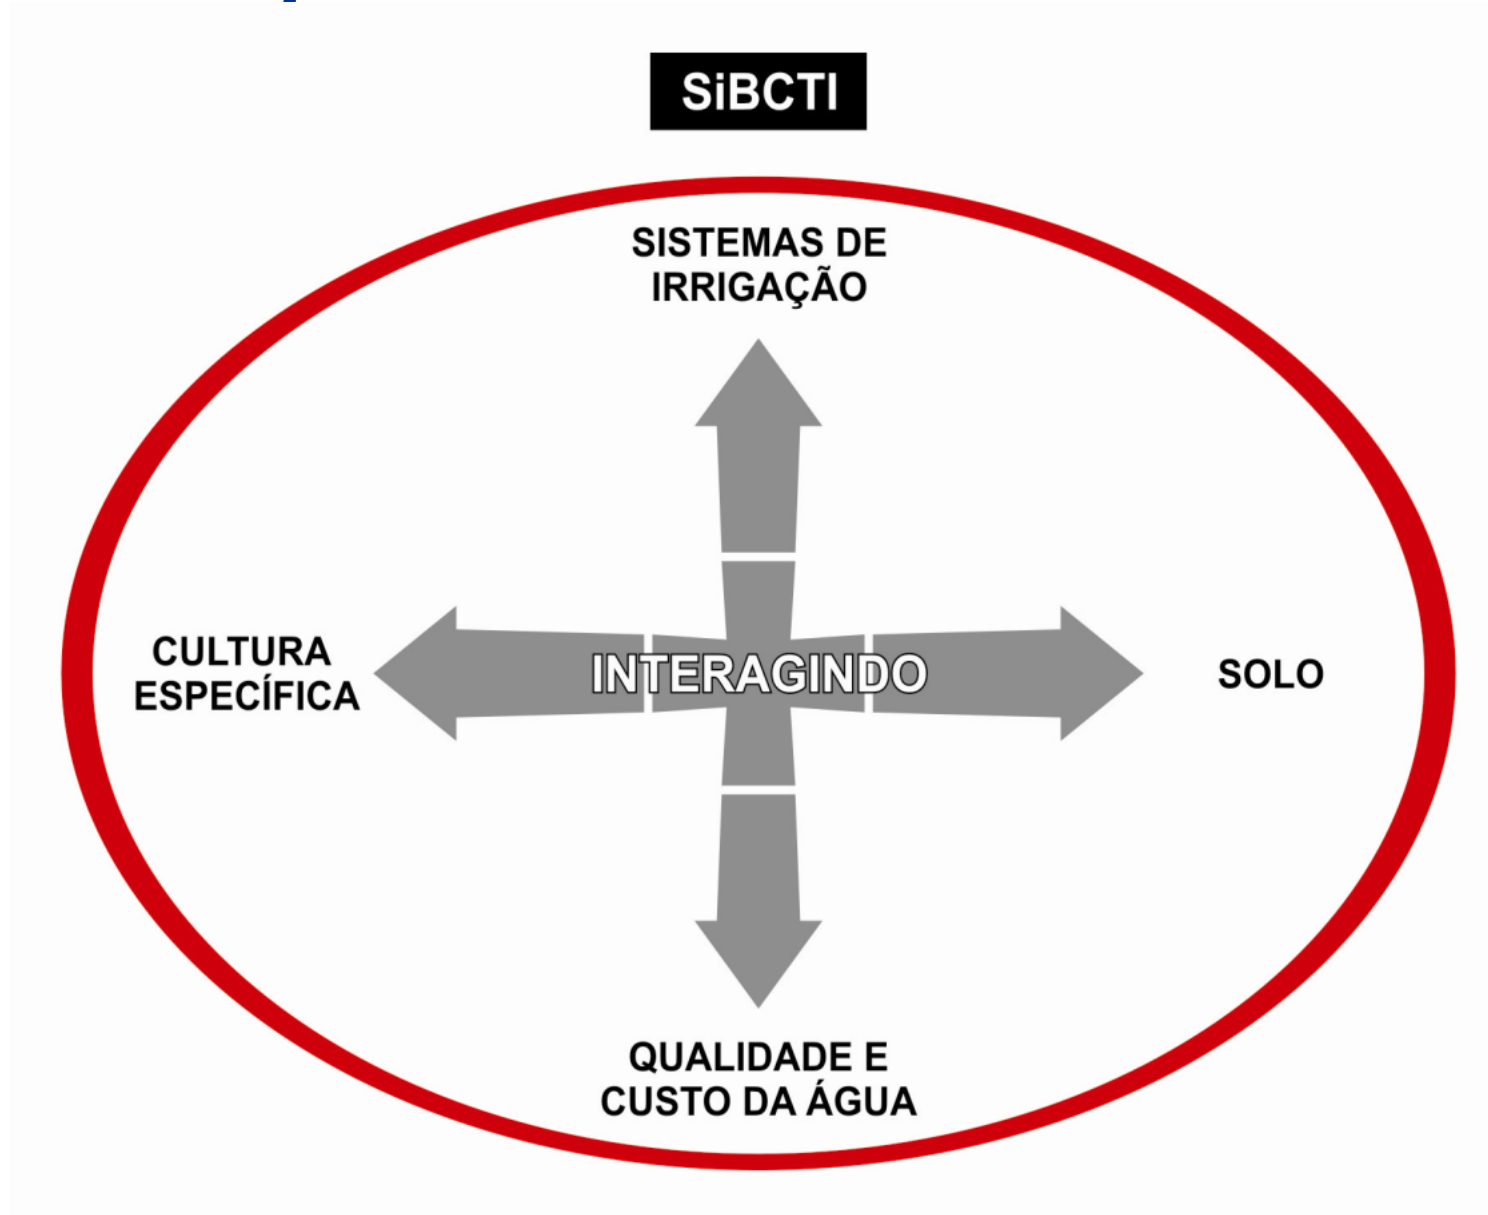 SiBCTI
SISTEMAS DE
IRRIGAÇÃO
CULTURA
ESPECÍFICA
INTERAGINDO
SOLO
QUALIDADE E
CUSTO DA ÁGUA